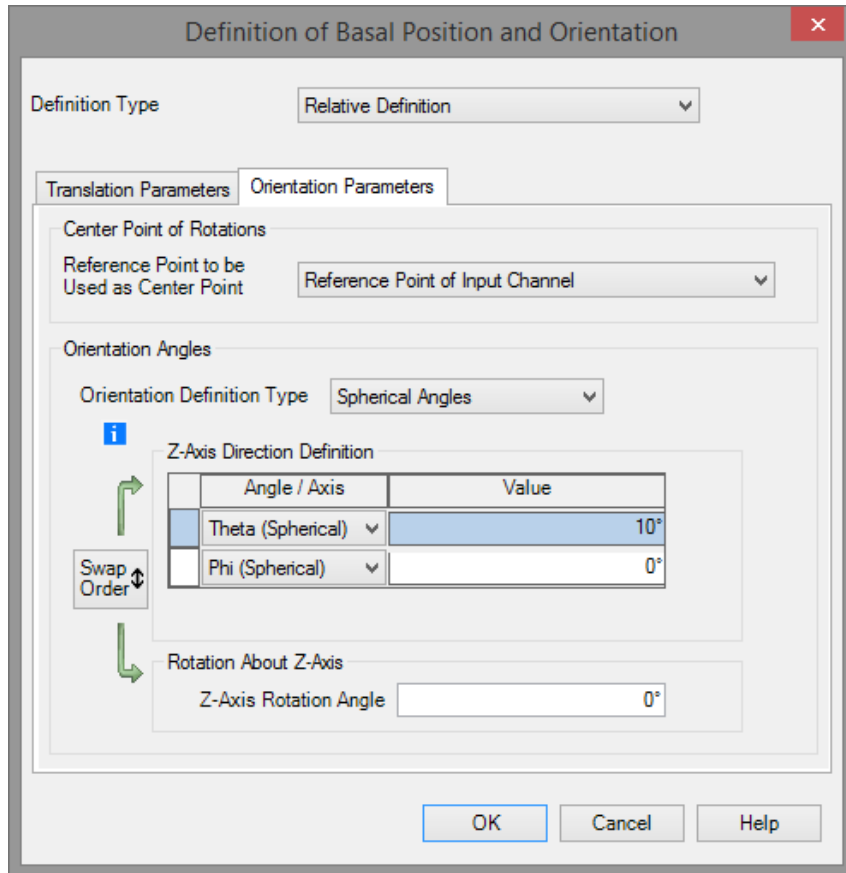 Definition of Basal Position and Orientation
Definition Type
Relative Definition
Translation Parameters
Orientation Parameters
Center Point of Rotations
Reference Point to be
Used as Center Point
Reference Point of Input Channel
Orientation Angles
Orientation Definition Type
Spherical Angles
i
Z-Axis Direction Definition
Angle / Axis
Value
Theta (Spherical)
10°
Phi (Spherical)
0°
Swap
Order
Rotation About Z-Axis
Z-Axis Rotation Angle
0°
OK
Cancel
Help